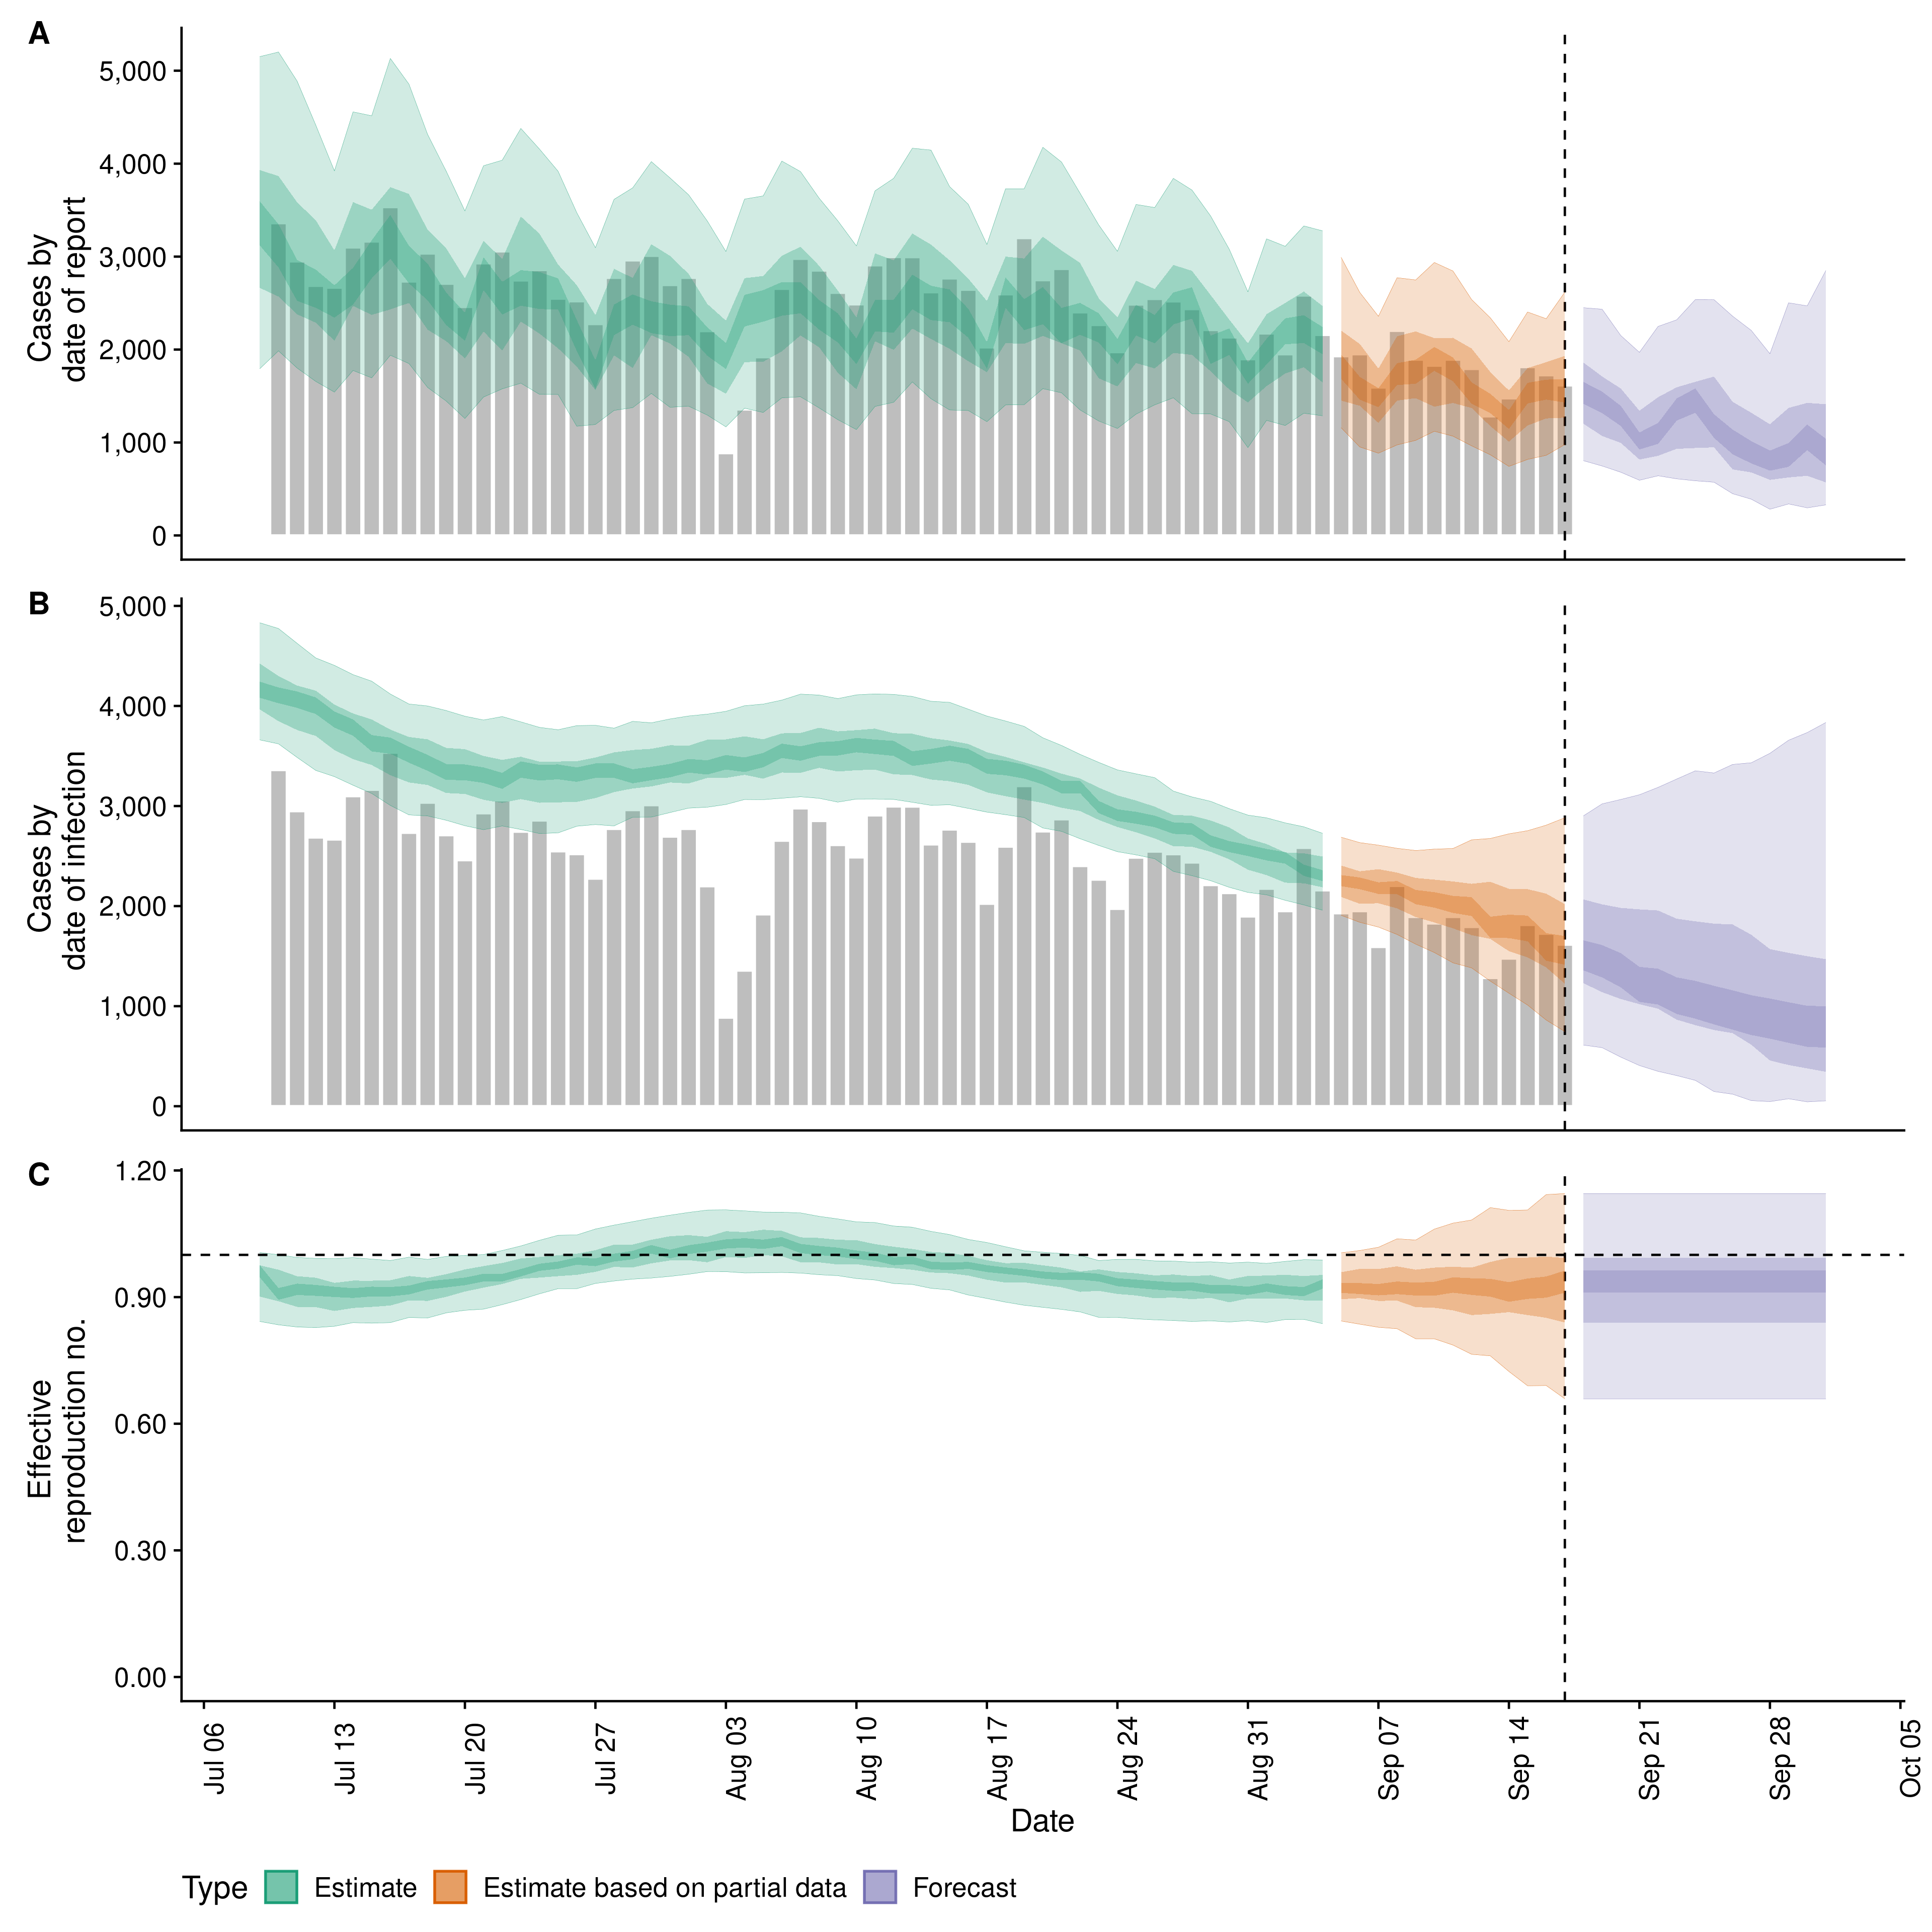 A
5,000
4,000
3,000
2,000
1,000
0
Cases by
date of report
B
5,000
4,000
3,000
2,000
1,000
0
Cases by
date of infection
C
1.20
0.90
0.60
0.30
0.00
Effective
reproduction no.
Jul 06
Jul 13
Jul 20
Jul 27
Aug 03
Aug 10
Aug 17
Aug 24
Aug 31
Sep 07
Sep 14
Sep 21
Sep 28
Oct 05
Date
Type Estimate Estimate based on partial data Forecast